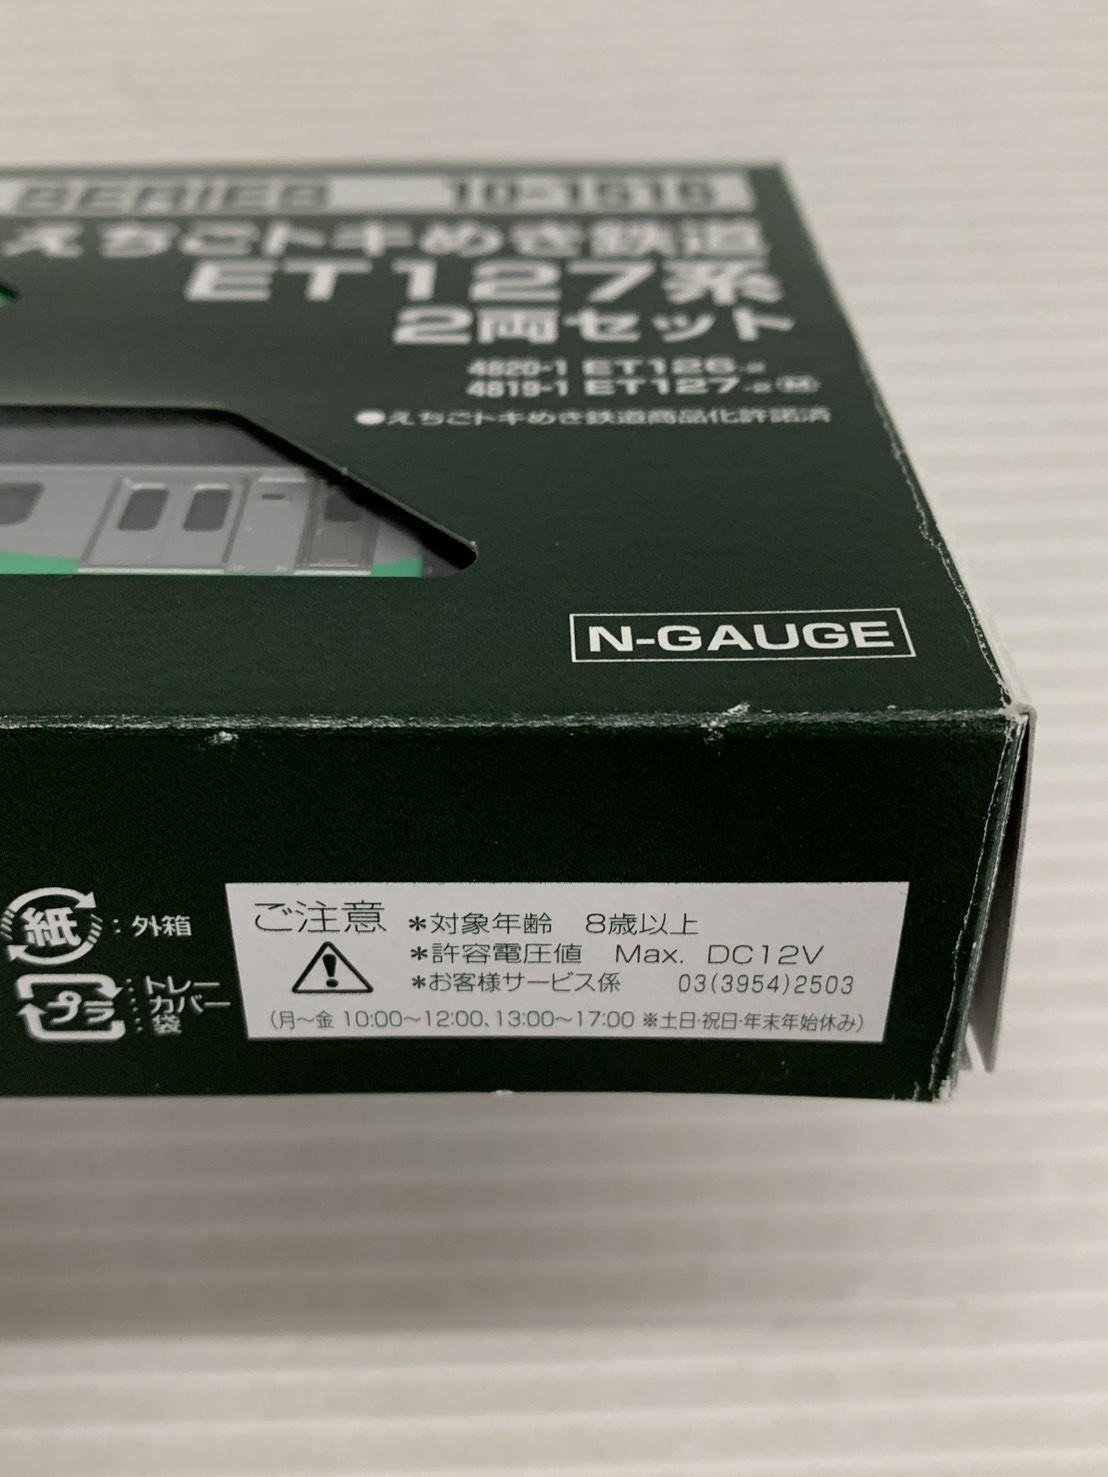 SERIES 10-1516
えちごトキめき鉄道
ET127系
2両セット
4820-1 ET126-2
4819-1 ET127-2 M
●えちごトキめき鉄道商品化許諾済
N-GAUGE
紙 : 外箱
プラ : トレー
カバー
袋
ご注意
*対象年齢 8歳以上
*許容電圧値 Max. DC12V
*お客様サービス係 03(3954)2503
(月〜金 10:00〜12:00、13:00〜17:00 ※土日・祝日・年末年始休み)